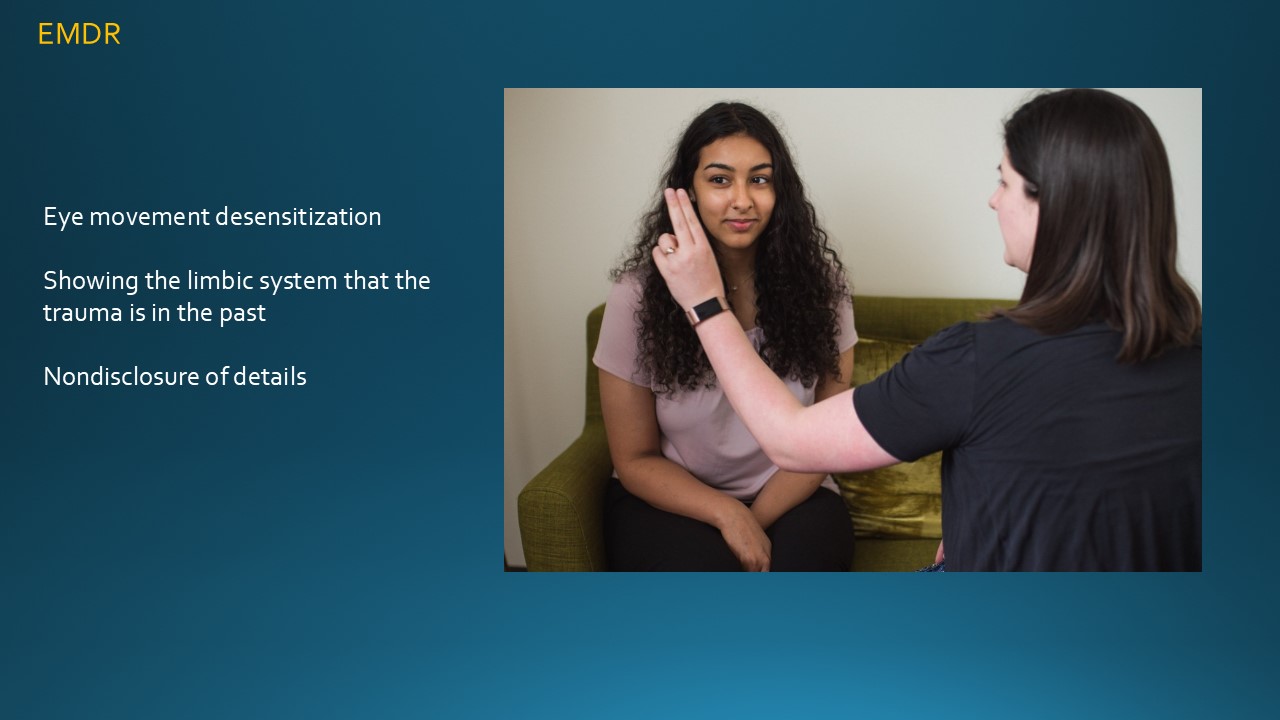 EMDR
Eye movement desensitization
Showing the limbic system that the
trauma is in the past
Nondisclosure of details